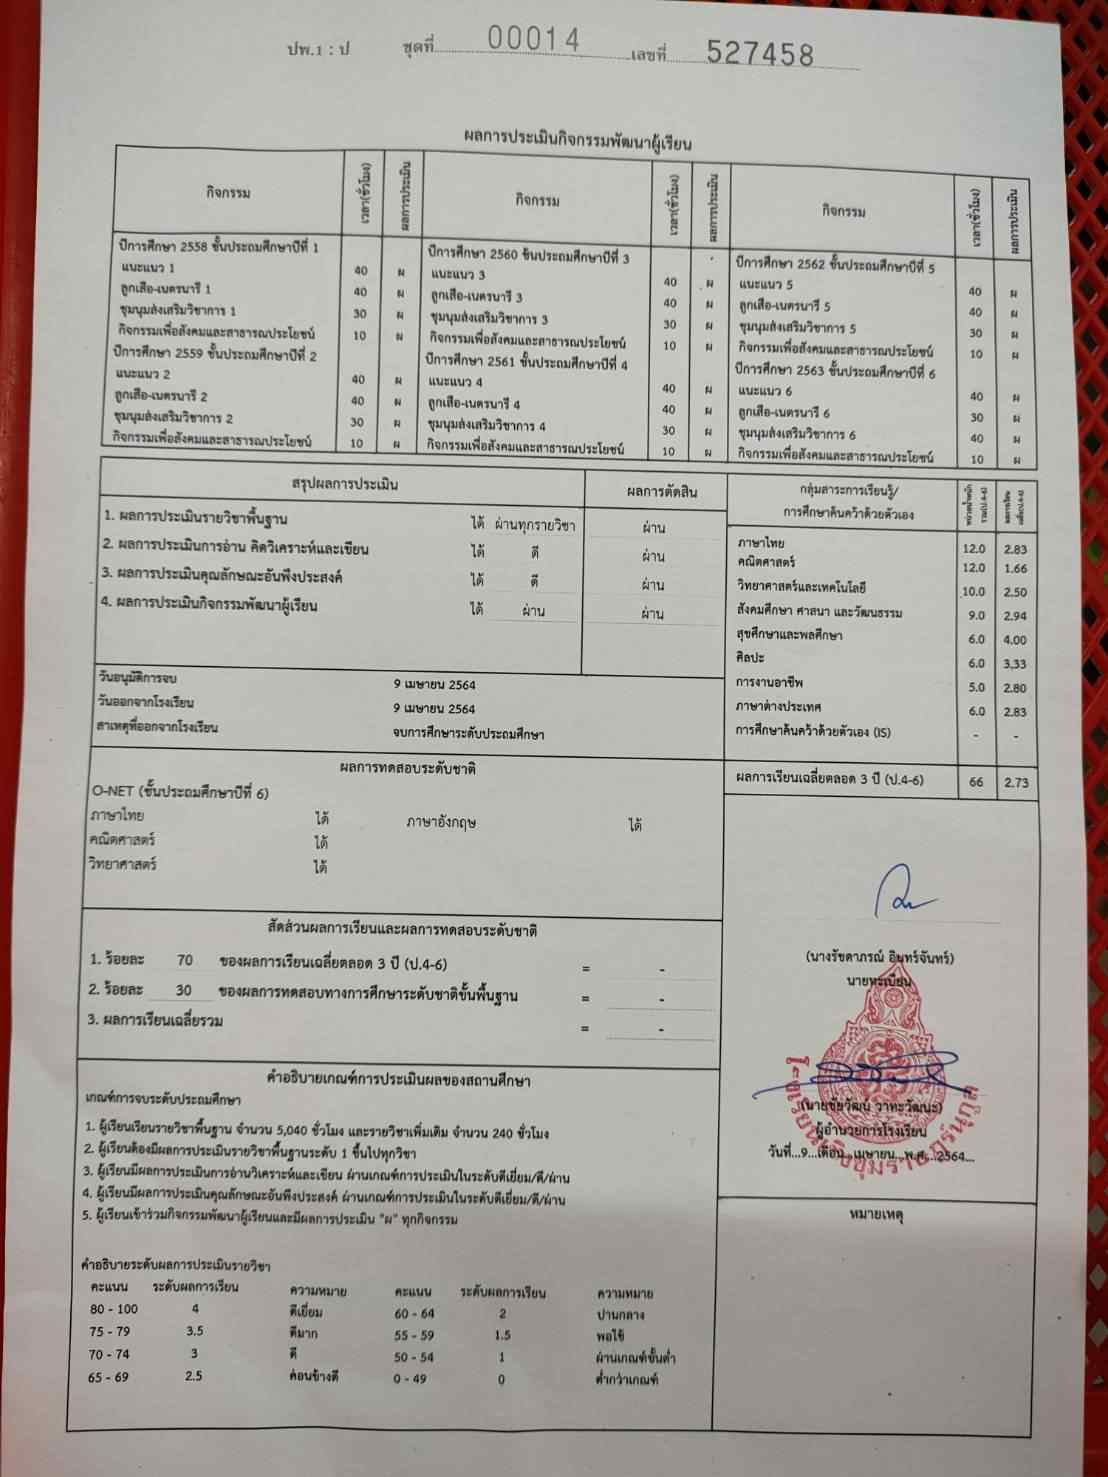 ปพ.1 : ป ชุดที่ 00014 เลขที่ 527458
ผลการประเมินกิจกรรมพัฒนาผู้เรียน
กิจกรรม เวลา(ชั่วโมง) ผลการประเมิน กิจกรรม เวลา(ชั่วโมง) ผลการประเมิน กิจกรรม เวลา(ชั่วโมง) ผลการประเมิน
ปีการศึกษา 2558 ชั้นประถมศึกษาปีที่ 1 ปีการศึกษา 2560 ชั้นประถมศึกษาปีที่ 3 ปีการศึกษา 2562 ชั้นประถมศึกษาปีที่ 5
แนะแนว 1 40 ผ แนะแนว 3 40 ผ แนะแนว 5 40 ผ
ลูกเสือ-เนตรนารี 1 40 ผ ลูกเสือ-เนตรนารี 3 40 ผ ลูกเสือ-เนตรนารี 5 40 ผ
ชุมนุมส่งเสริมวิชาการ 1 30 ผ ชุมนุมส่งเสริมวิชาการ 3 30 ผ ชุมนุมส่งเสริมวิชาการ 5 30 ผ
กิจกรรมเพื่อสังคมและสาธารณประโยชน์ 10 ผ กิจกรรมเพื่อสังคมและสาธารณประโยชน์ 10 ผ กิจกรรมเพื่อสังคมและสาธารณประโยชน์ 10 ผ
ปีการศึกษา 2559 ชั้นประถมศึกษาปีที่ 2 ปีการศึกษา 2561 ชั้นประถมศึกษาปีที่ 4 ปีการศึกษา 2563 ชั้นประถมศึกษาปีที่ 6
แนะแนว 2 40 ผ แนะแนว 4 40 ผ แนะแนว 6 40 ผ
ลูกเสือ-เนตรนารี 2 40 ผ ลูกเสือ-เนตรนารี 4 40 ผ ลูกเสือ-เนตรนารี 6 30 ผ
ชุมนุมส่งเสริมวิชาการ 2 30 ผ ชุมนุมส่งเสริมวิชาการ 4 30 ผ ชุมนุมส่งเสริมวิชาการ 6 40 ผ
กิจกรรมเพื่อสังคมและสาธารณประโยชน์ 10 ผ กิจกรรมเพื่อสังคมและสาธารณประโยชน์ 10 ผ กิจกรรมเพื่อสังคมและสาธารณประโยชน์ 10 ผ
สรุปผลการประเมิน ผลการตัดสิน
1. ผลการประเมินรายวิชาพื้นฐาน ได้ ผ่านทุกรายวิชา ผ่าน
2. ผลการประเมินการอ่าน คิดวิเคราะห์และเขียน ได้ ดี ผ่าน
3. ผลการประเมินคุณลักษณะอันพึงประสงค์ ได้ ดี ผ่าน
4. ผลการประเมินกิจกรรมพัฒนาผู้เรียน ได้ ผ่าน ผ่าน
วันอนุมัติการจบ 9 เมษายน 2564
วันออกจากโรงเรียน 9 เมษายน 2564
สาเหตุที่ออกจากโรงเรียน จบการศึกษาระดับประถมศึกษา
กลุ่มสาระการเรียนรู้/
การศึกษาค้นคว้าด้วยตัวเอง
ภาษาไทย 12.0 2.83
คณิตศาสตร์ 12.0 1.66
วิทยาศาสตร์และเทคโนโลยี 10.0 2.50
สังคมศึกษา ศาสนา และวัฒนธรรม 9.0 2.94
สุขศึกษาและพลศึกษา 6.0 4.00
ศิลปะ 6.0 3.33
การงานอาชีพ 5.0 2.80
ภาษาต่างประเทศ 6.0 2.83
การศึกษาค้นคว้าด้วยตัวเอง (IS) - -
ผลการเรียนเฉลี่ยตลอด 3 ปี (ป.4-6) 66 2.73
ผลการทดสอบระดับชาติ
O-NET (ชั้นประถมศึกษาปีที่ 6)
ภาษาไทย ได้ ภาษาอังกฤษ ได้
คณิตศาสตร์ ได้
วิทยาศาสตร์ ได้
สัดส่วนผลการเรียนและผลการทดสอบระดับชาติ
1. ร้อยละ 70 ของผลการเรียนเฉลี่ยตลอด 3 ปี (ป.4-6) = -
2. ร้อยละ 30 ของผลการทดสอบทางการศึกษาระดับชาติขั้นพื้นฐาน = -
3. ผลการเรียนเฉลี่ยรวม = -
(นางรัชดาภรณ์ อินทร์จันทร์)
นายทะเบียน
(นายชัยวัฒน์ วาทะวัฒนะ)
ผู้อำนวยการโรงเรียน
วันที่...9...เดือน...เมษายน...พ.ศ....2564...
คำอธิบายเกณฑ์การประเมินผลของสถานศึกษา
เกณฑ์การจบระดับประถมศึกษา
1. ผู้เรียนเรียนรายวิชาพื้นฐาน จำนวน 5,040 ชั่วโมง และรายวิชาเพิ่มเติม จำนวน 240 ชั่วโมง
2. ผู้เรียนต้องมีผลการประเมินรายวิชาพื้นฐานระดับ 1 ขึ้นไปทุกวิชา
3. ผู้เรียนมีผลการประเมินการอ่านวิเคราะห์และเขียน ผ่านเกณฑ์การประเมินในระดับดีเยี่ยม/ดี/ผ่าน
4. ผู้เรียนมีผลการประเมินคุณลักษณะอันพึงประสงค์ ผ่านเกณฑ์การประเมินในระดับดีเยี่ยม/ดี/ผ่าน
5. ผู้เรียนเข้าร่วมกิจกรรมพัฒนาผู้เรียนและมีผลการประเมิน "ผ" ทุกกิจกรรม
หมายเหตุ
คำอธิบายระดับผลการประเมินรายวิชา
คะแนน ระดับผลการเรียน ความหมาย คะแนน ระดับผลการเรียน ความหมาย
80 - 100 4 ดีเยี่ยม 60 - 64 2 ปานกลาง
75 - 79 3.5 ดีมาก 55 - 59 1.5 พอใช้
70 - 74 3 ดี 50 - 54 1 ผ่านเกณฑ์ขั้นต่ำ
65 - 69 2.5 ค่อนข้างดี 0 - 49 0 ต่ำกว่าเกณฑ์